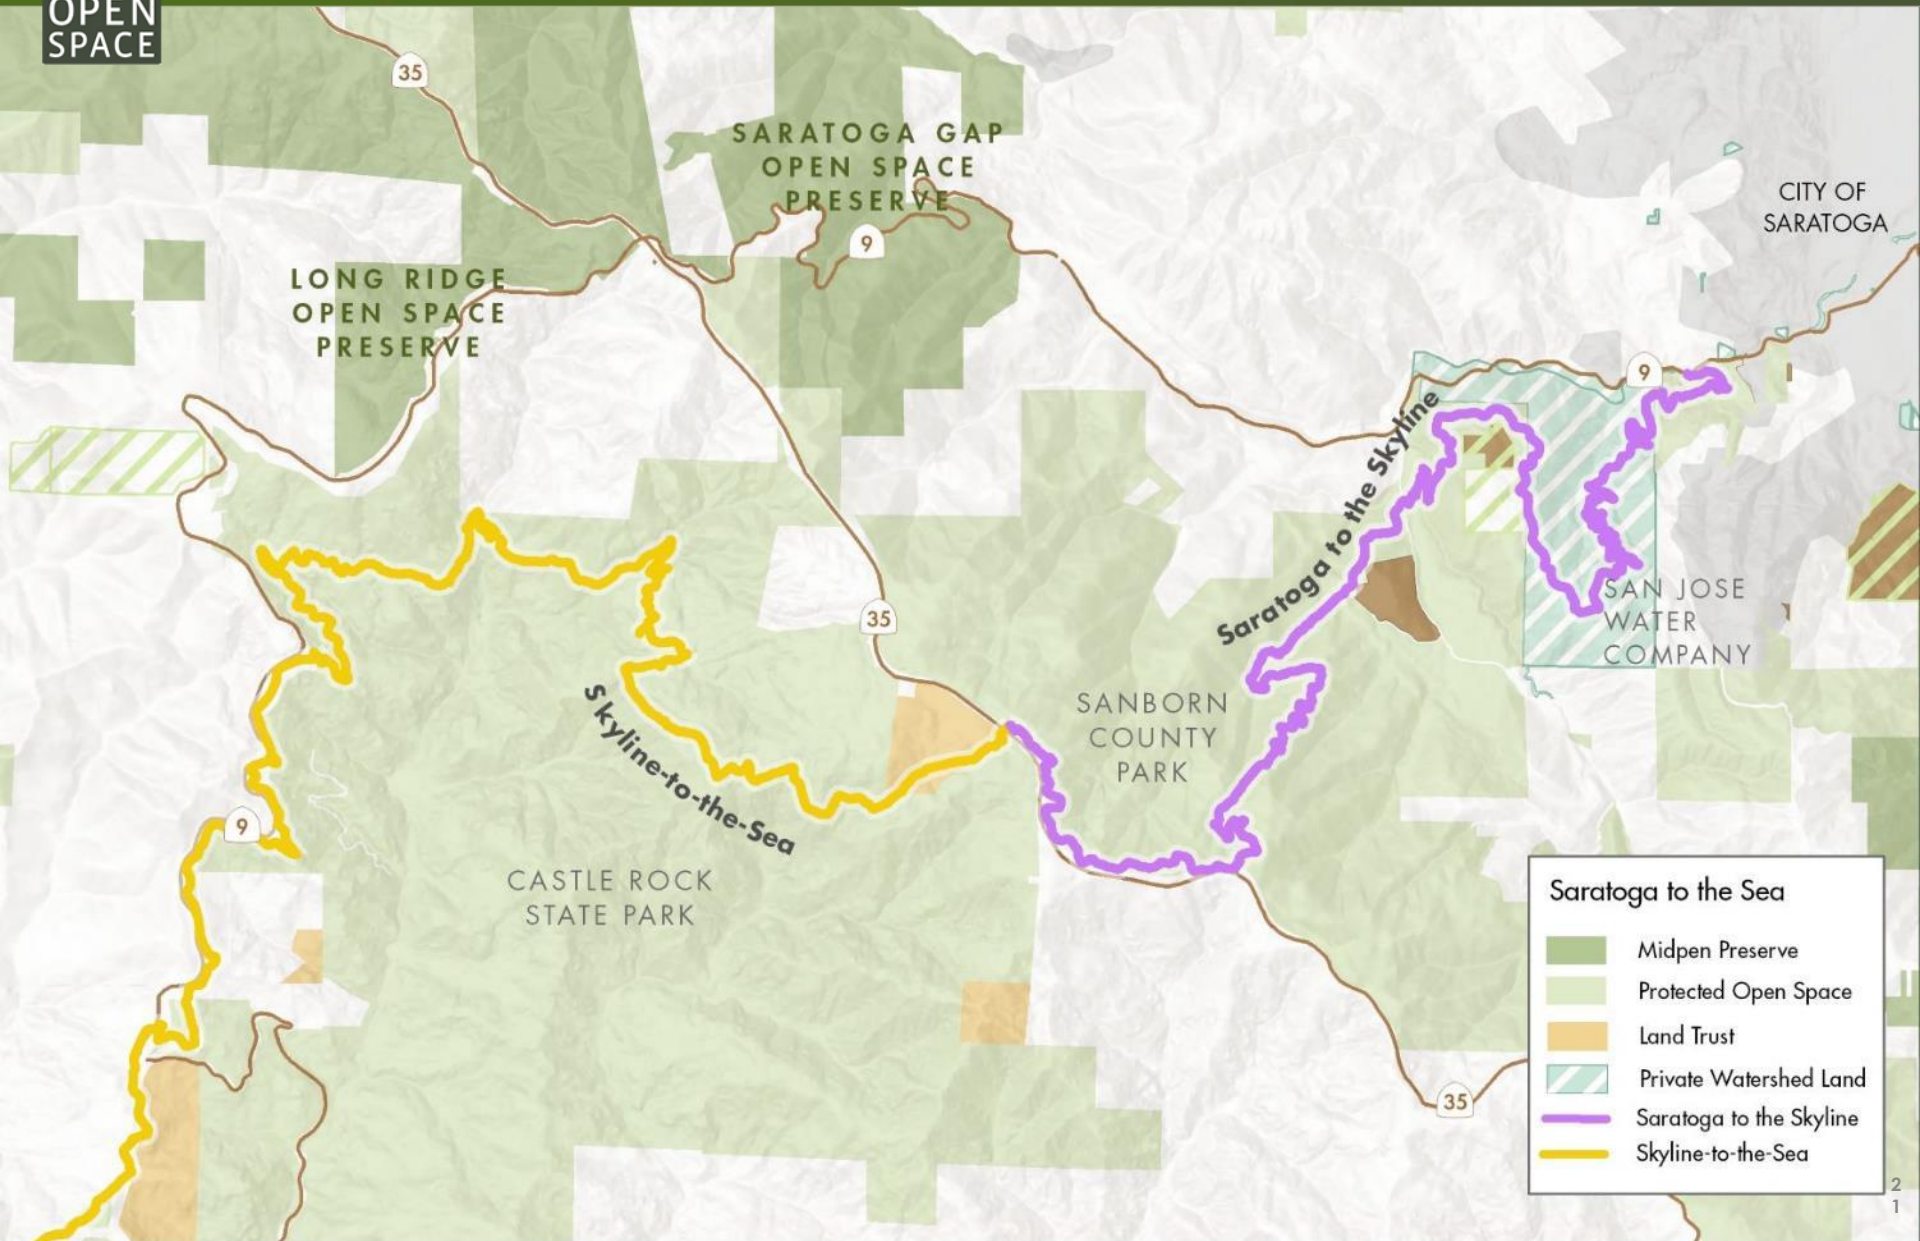 OPEN
SPACE
35
SARATOGA GAP
OPEN SPACE
PRESERVE
9
CITY OF
SARATOGA
LONG RIDGE
OPEN SPACE
PRESERVE
9
Saratoga to the Skyline
35
SAN JOSE
WATER
COMPANY
SANBORN
COUNTY
PARK
Skyline-to-the-Sea
9
CASTLE ROCK
STATE PARK
35
Saratoga to the Sea
Midpen Preserve
Protected Open Space
Land Trust
Private Watershed Land
Saratoga to the Skyline
Skyline-to-the-Sea
2
1